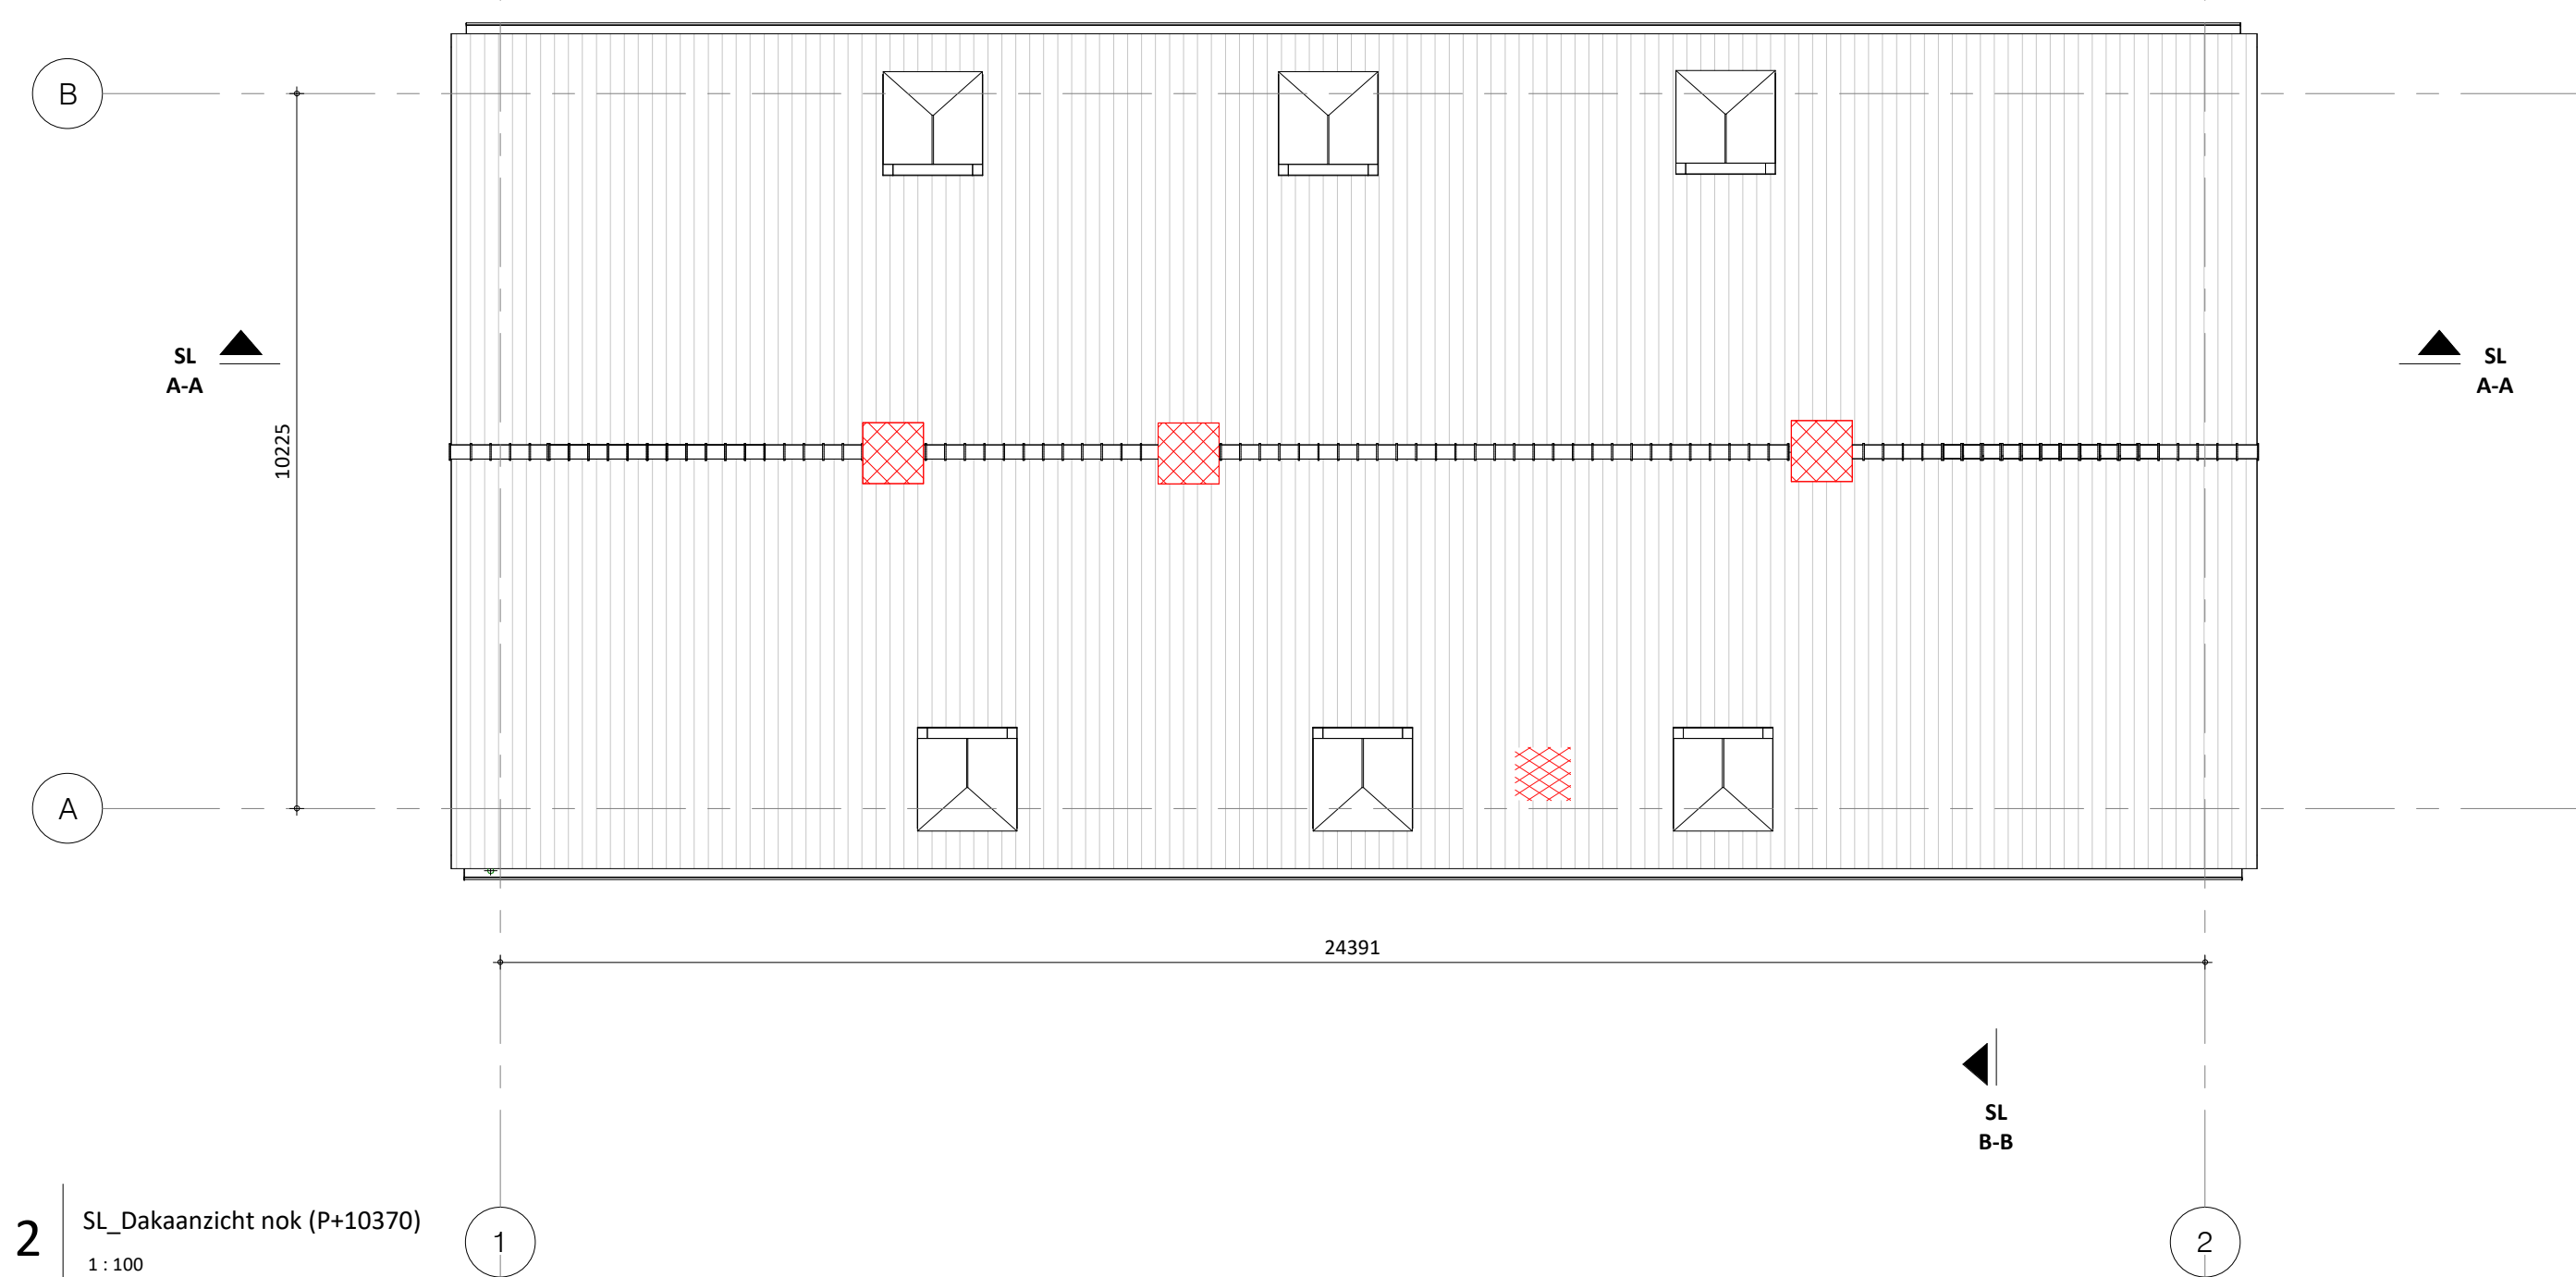 B
SL
A-A
SL
A-A
10225
A
24391
SL
B-B
2
SL_Dakaanzicht nok (P+10370)
1 : 100
1
2